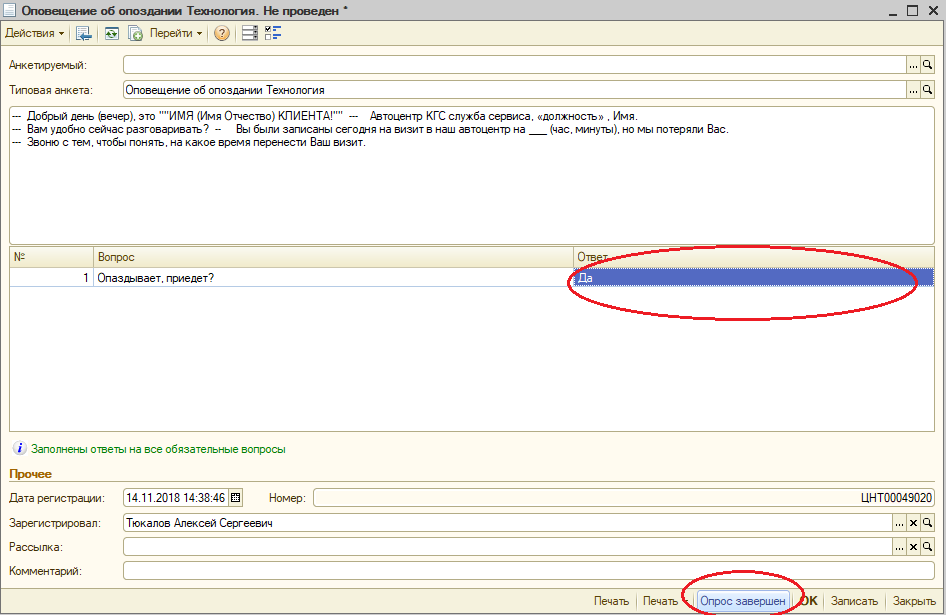 Оповещение об опоздании Технология. Не проведен *
Действия Перейти
Анкетируемый:
Типовая анкета: Оповещение об опоздании Технология
--- Добрый день (вечер), это ""ИМЯ (Имя Отчество) КЛИЕНТА!"" --- Автоцентр КГС служба сервиса, «должность» , Имя.
--- Вам удобно сейчас разговаривать? -- Вы были записаны сегодня на визит в наш автоцентр на ___ (час, минуты), но мы потеряли Вас.
--- Звоню с тем, чтобы понять, на какое время перенести Ваш визит.
№ Вопрос Ответ
1 Опаздывает, приедет? Да
Заполнены ответы на все обязательные вопросы
Прочее
Дата регистрации: 14.11.2018 14:38:46 Номер: ЦНТ00049020
Зарегистрировал: Тюкалов Алексей Сергеевич
Рассылка:
Комментарий:
Печать Печать Опрос завершен ОК Записать Закрыть